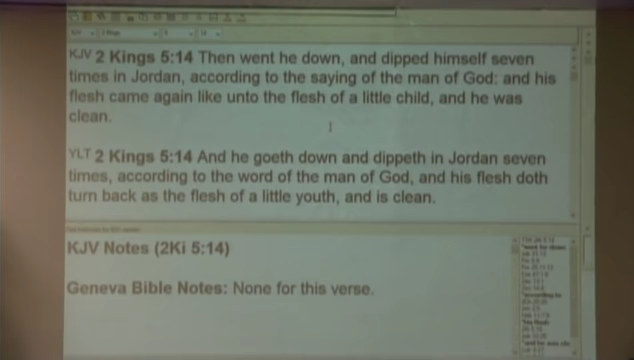 KJV 2 Kings 5:14 Then went he down, and dipped himself seven
times in Jordan, according to the saying of the man of God: and his
flesh came again like unto the flesh of a little child, and he was
clean.
YLT 2 Kings 5:14 And he goeth down and dippeth in Jordan seven
times, according to the word of the man of God, and his flesh doth
turn back as the flesh of a little youth, and is clean.
KJV Notes (2Ki 5:14)
Geneva Bible Notes: None for this verse.